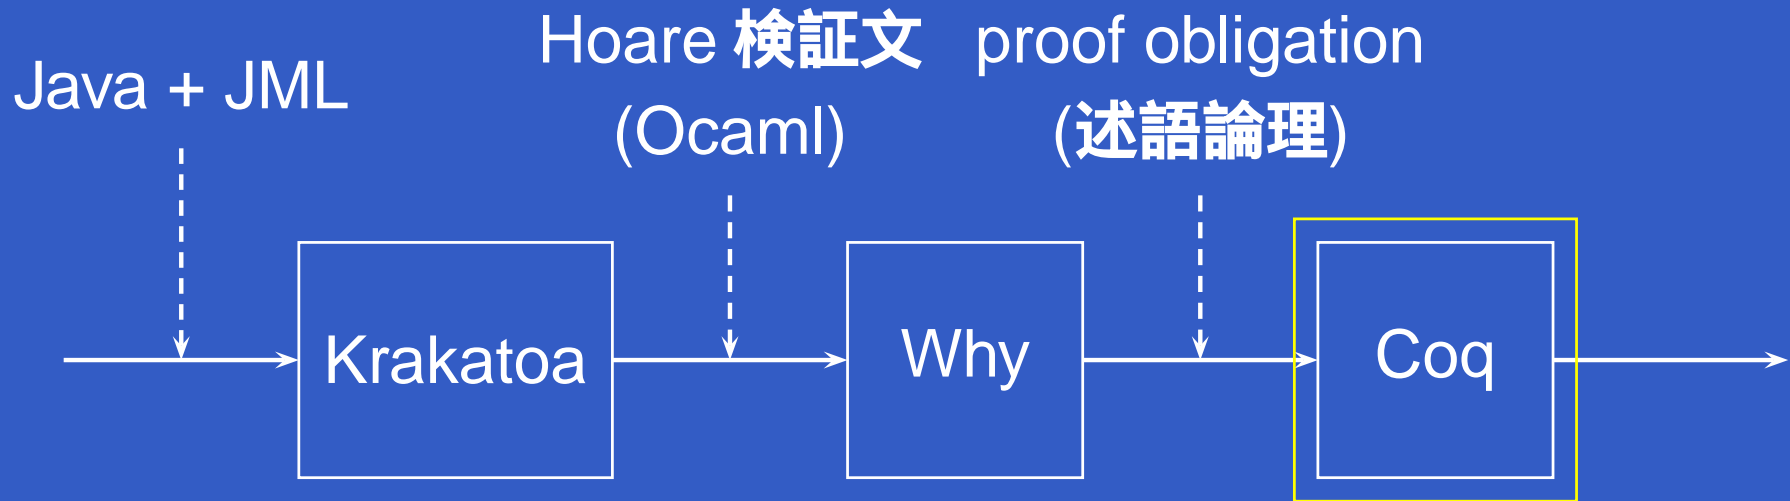 Java + JML
Hoare 検証文
(Ocaml)
proof obligation
(述語論理)
Krakatoa
Why
Coq